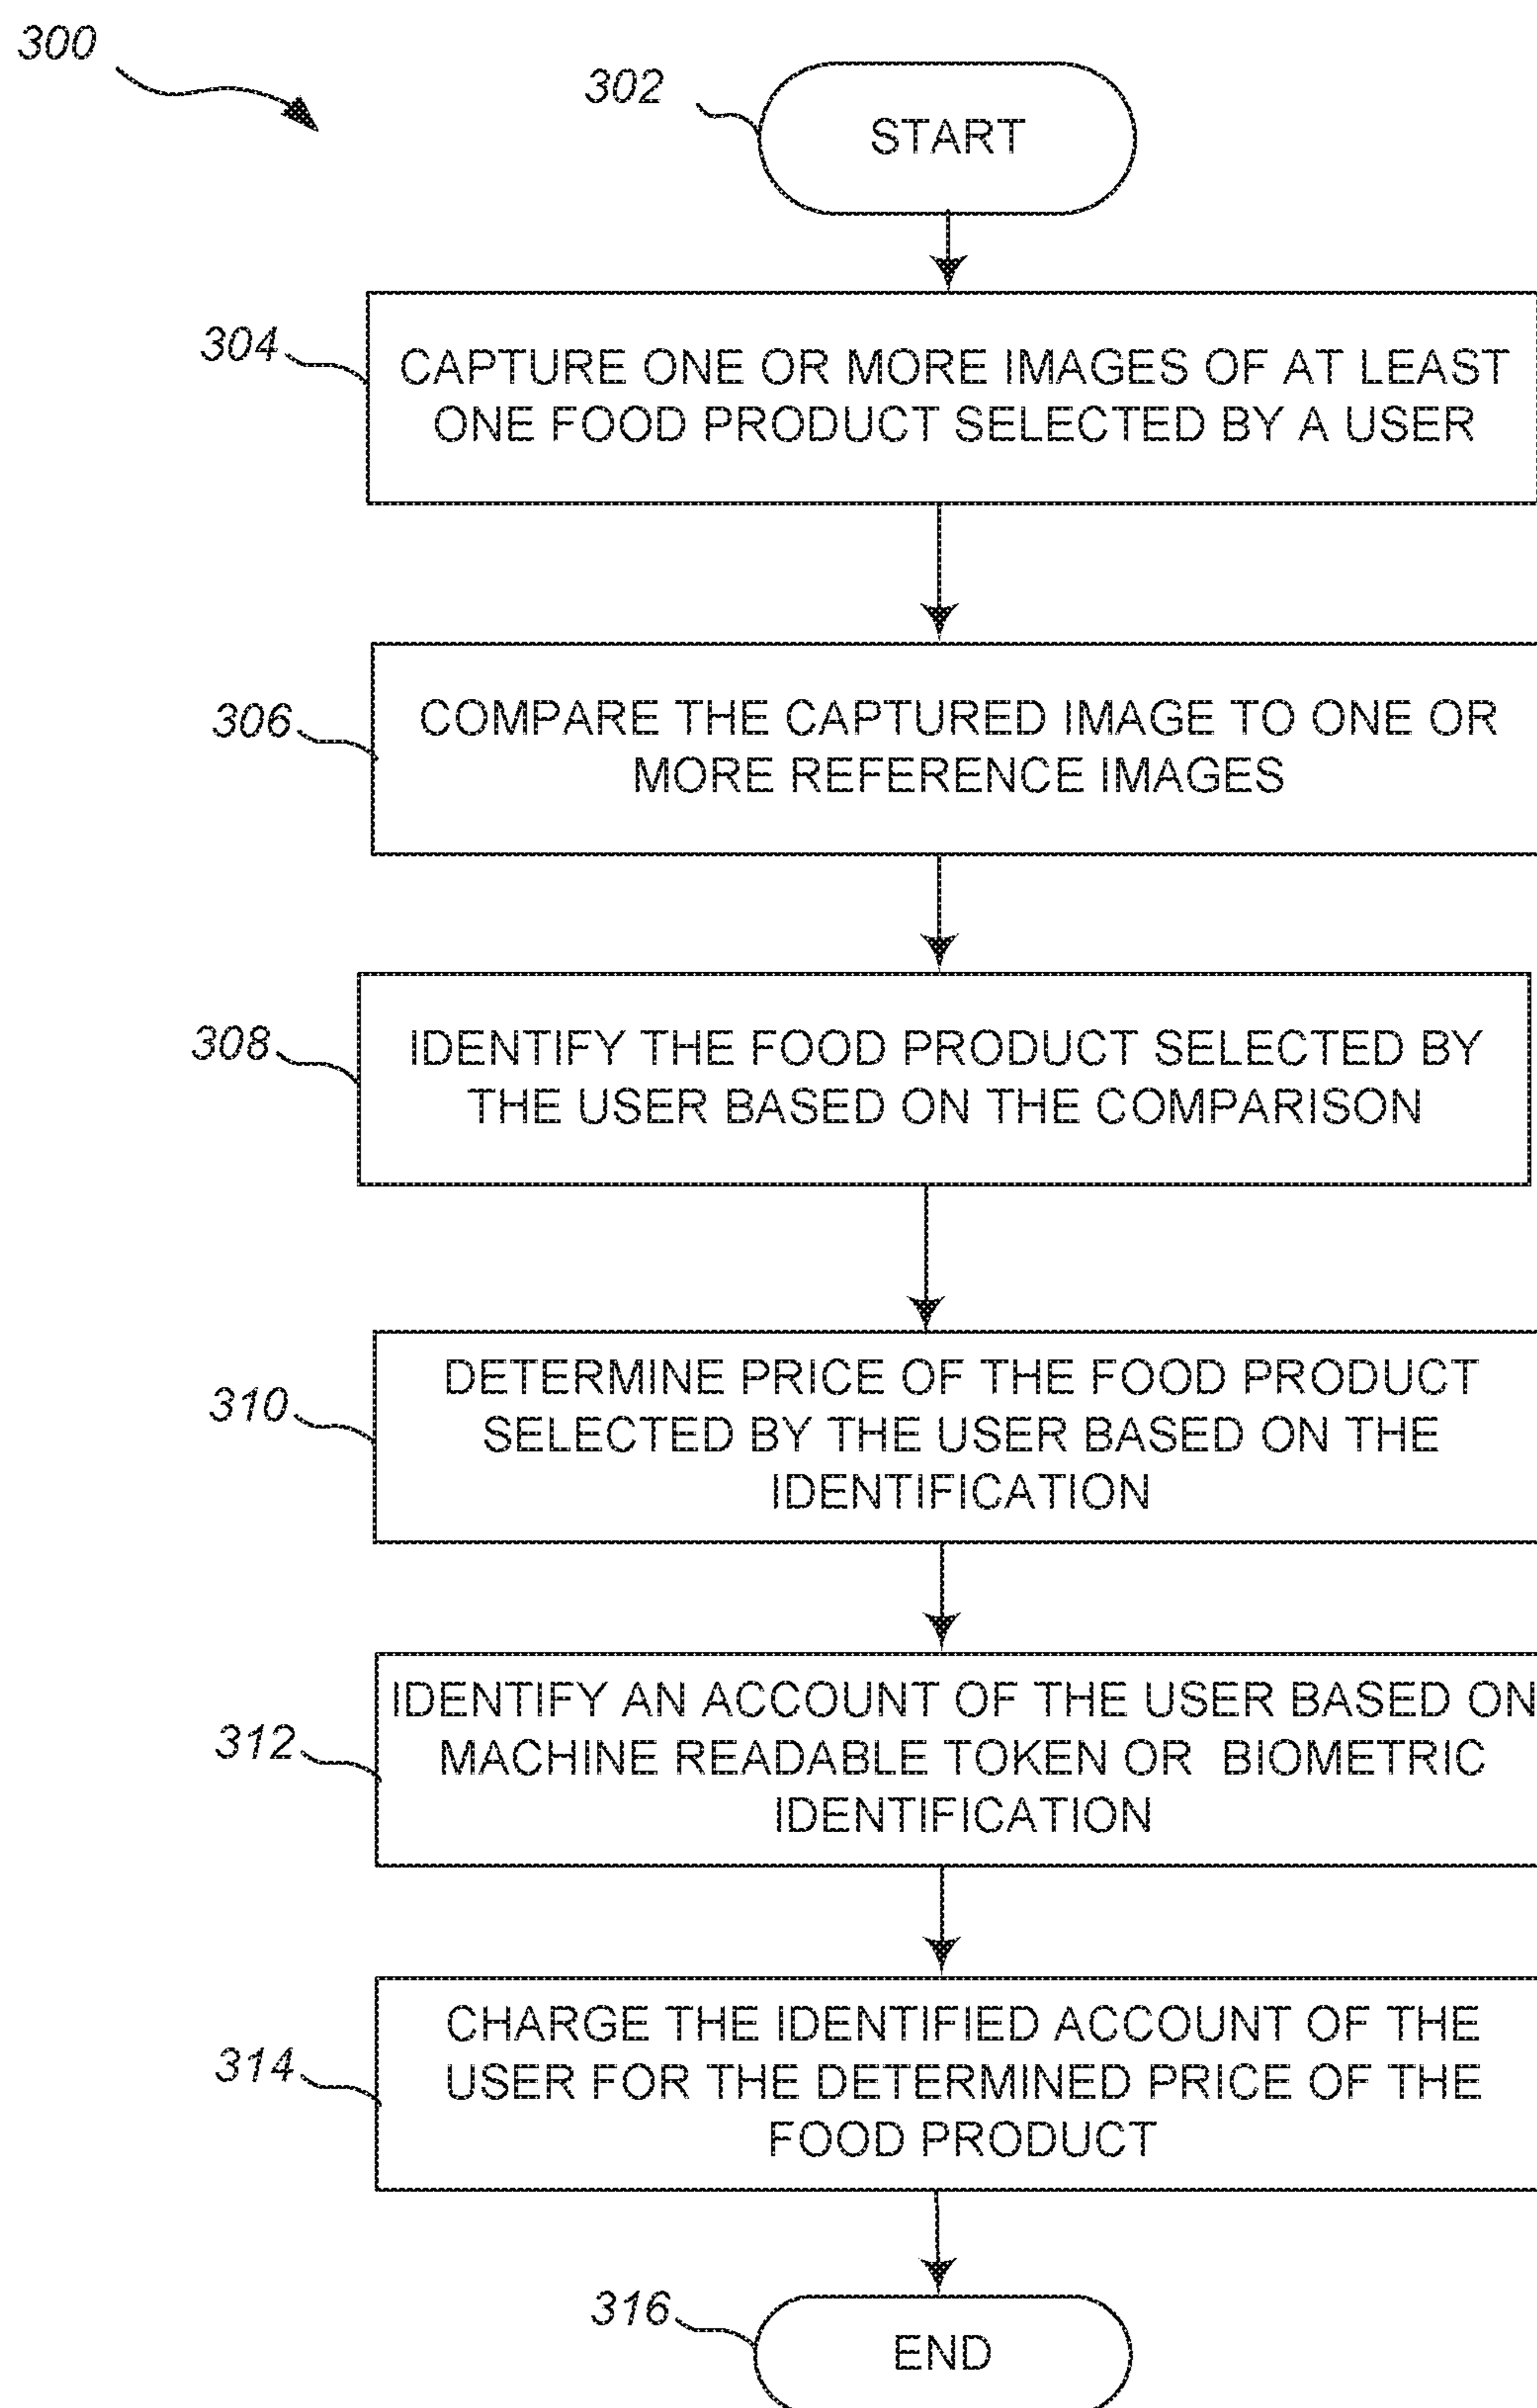 300
302
START
304
CAPTURE ONE OR MORE IMAGES OF AT LEAST
ONE FOOD PRODUCT SELECTED BY A USER
306
COMPARE THE CAPTURED IMAGE TO ONE OR
MORE REFERENCE IMAGES
308
IDENTIFY THE FOOD PRODUCT SELECTED BY
THE USER BASED ON THE COMPARISON
310
DETERMINE PRICE OF THE FOOD PRODUCT
SELECTED BY THE USER BASED ON THE
IDENTIFICATION
312
IDENTIFY AN ACCOUNT OF THE USER BASED ON
MACHINE READABLE TOKEN OR BIOMETRIC
IDENTIFICATION
314
CHARGE THE IDENTIFIED ACCOUNT OF THE
USER FOR THE DETERMINED PRICE OF THE
FOOD PRODUCT
316
END